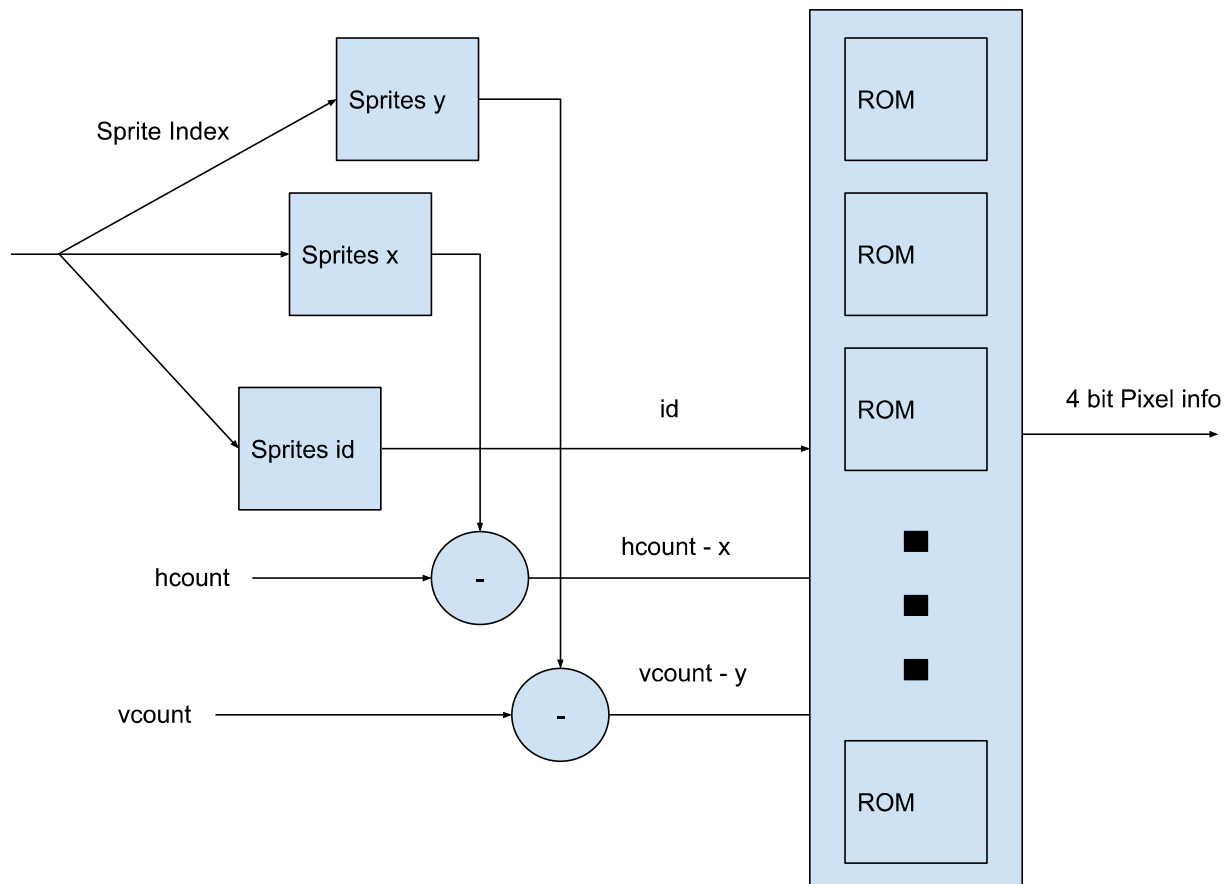 Sprites y
ROM
Sprite Index
Sprites x
ROM
id
ROM
4 bit Pixel info
Sprites id
hcount - x
hcount
-
vcount - y
vcount
-
ROM